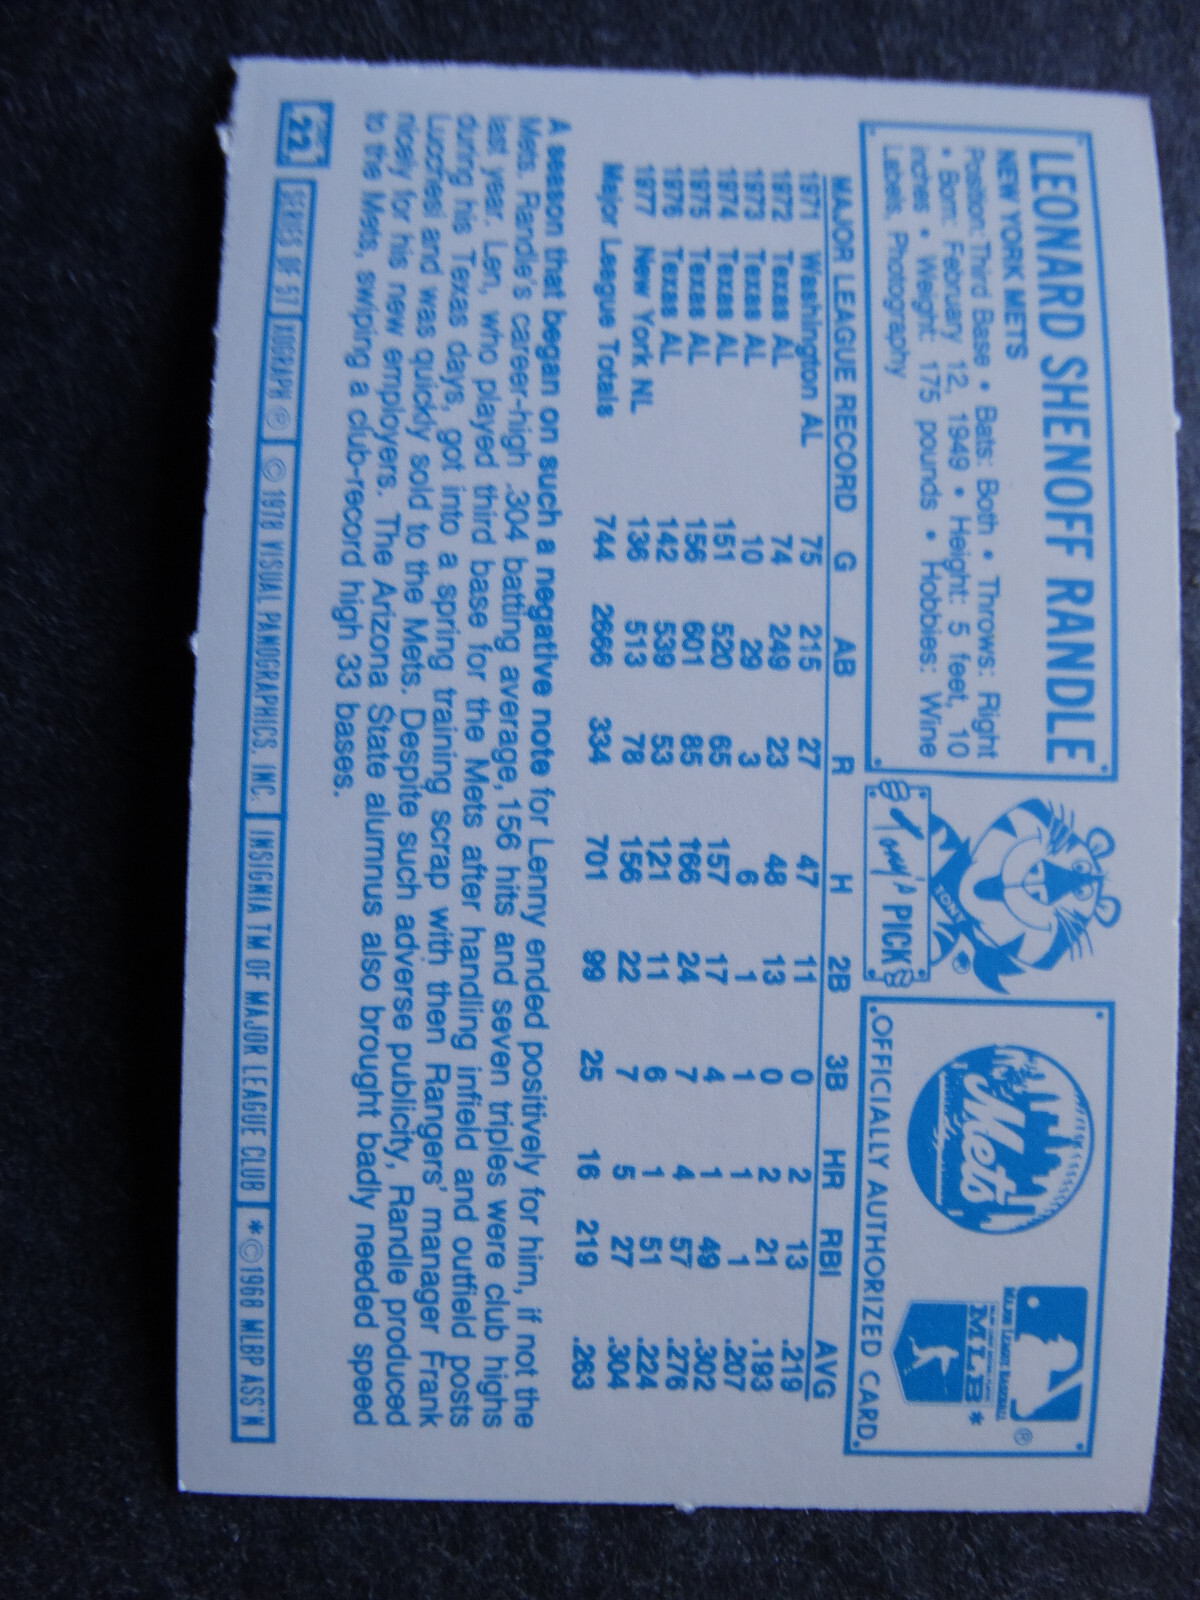 LEONARD SHENOFF RANDLE
NEW YORK METS
Position: Third Base • Bats: Both • Throws: Right
• Born: February 12, 1949 • Height: 5 feet, 10
inches • Weight: 175 pounds • Hobbies: Wine
Labels, Photography
TONY
Tony's PICK
Mets
MAJOR LEAGUE BASEBALL
®
MLB*
OFFICIALLY AUTHORIZED CARD
MAJOR LEAGUE RECORD G AB R H 2B 3B HR RBI AVG
1971 Washington AL 75 215 27 47 11 0 2 13 .219
1972 Texas AL 74 249 23 48 13 0 2 21 .193
1973 Texas AL 10 29 3 6 1 1 1 1 .207
1974 Texas AL 151 520 65 157 17 4 1 49 .302
1975 Texas AL 156 601 85 166 24 7 4 57 .276
1976 Texas AL 142 539 53 121 11 6 1 51 .224
1977 New York NL 136 513 78 156 22 7 5 27 .304
Major League Totals 744 2666 334 701 99 25 16 219 .263
A season that began on such a negative note for Lenny ended positively for him, if not the
Mets. Randle's career-high .304 batting average, 156 hits and seven triples were club highs
last year. Len, who played third base for the Mets after handling infield and outfield posts
during his Texas days, got into a spring training scrap with then Rangers' manager Frank
Lucchesi and was quickly sold to the Mets. Despite such adverse publicity, Randle produced
nicely for his new employers. The Arizona State alumnus also brought badly needed speed
to the Mets, swiping a club-record high 33 bases.
22 SERIES OF 57 XOGRAPH ® © 1978 VISUAL PANOGRAPHICS, INC. INSIGNIA TM OF MAJOR LEAGUE CLUB *©1968 MLBP ASS'N